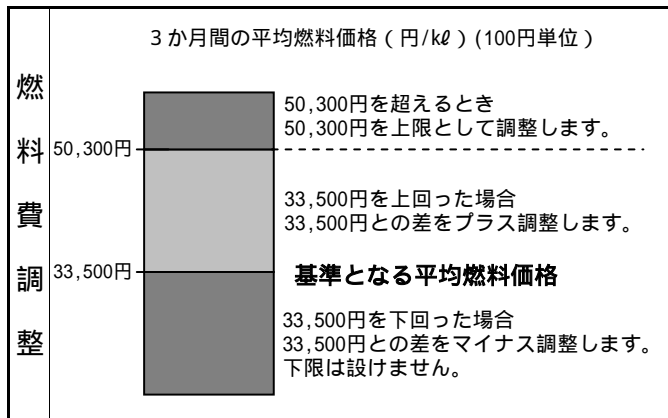 3か月間の平均燃料価格(円/kℓ)(100円単位)
燃料費調整
50,300円を超えるとき
50,300円を上限として調整します。
50,300円
33,500円を上回った場合
33,500円との差をプラス調整します。
33,500円
基準となる平均燃料価格
33,500円を下回った場合
33,500円との差をマイナス調整します。
下限は設けません。